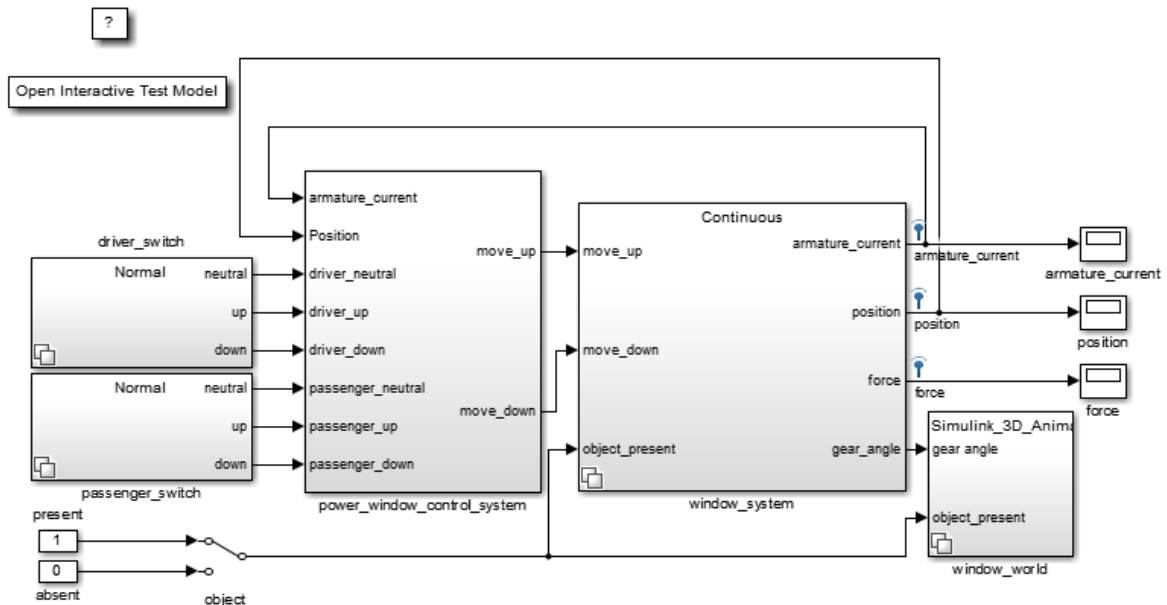 ?
Open Interactive Test Model
driver_switch
Normal
neutral
up
down
Normal
neutral
up
down
passenger_switch
armature_current
Position
driver_neutral
driver_up
driver_down
passenger_neutral
passenger_up
passenger_down
move_up
move_down
power_window_control_system
Continuous
move_up
move_down
object_present
armature_current
position
force
gear_angle
window_system
armature_current
position
force
armature_current
position
force
Simulink_3D_Anima
gear angle
object_present
window_world
present
1
0
absent
object